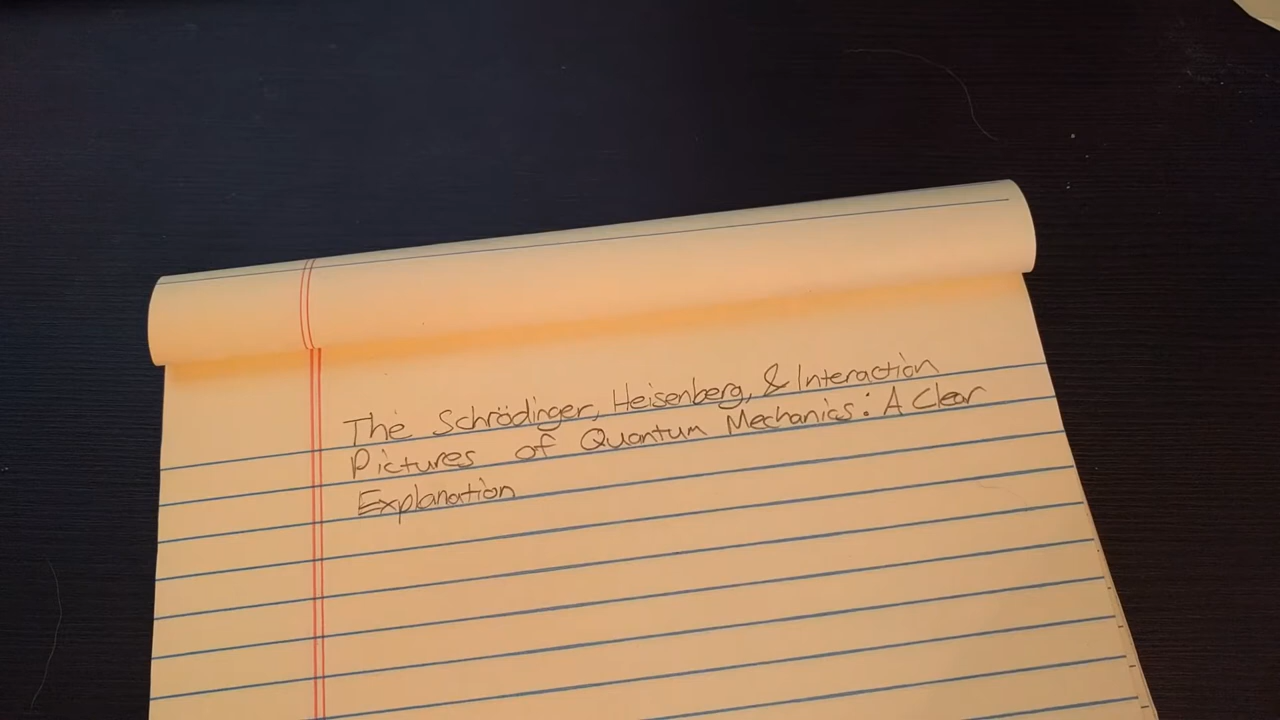 The Schrödinger, Heisenberg, & Interaction
Pictures of Quantum Mechanics: A Clear
Explanation